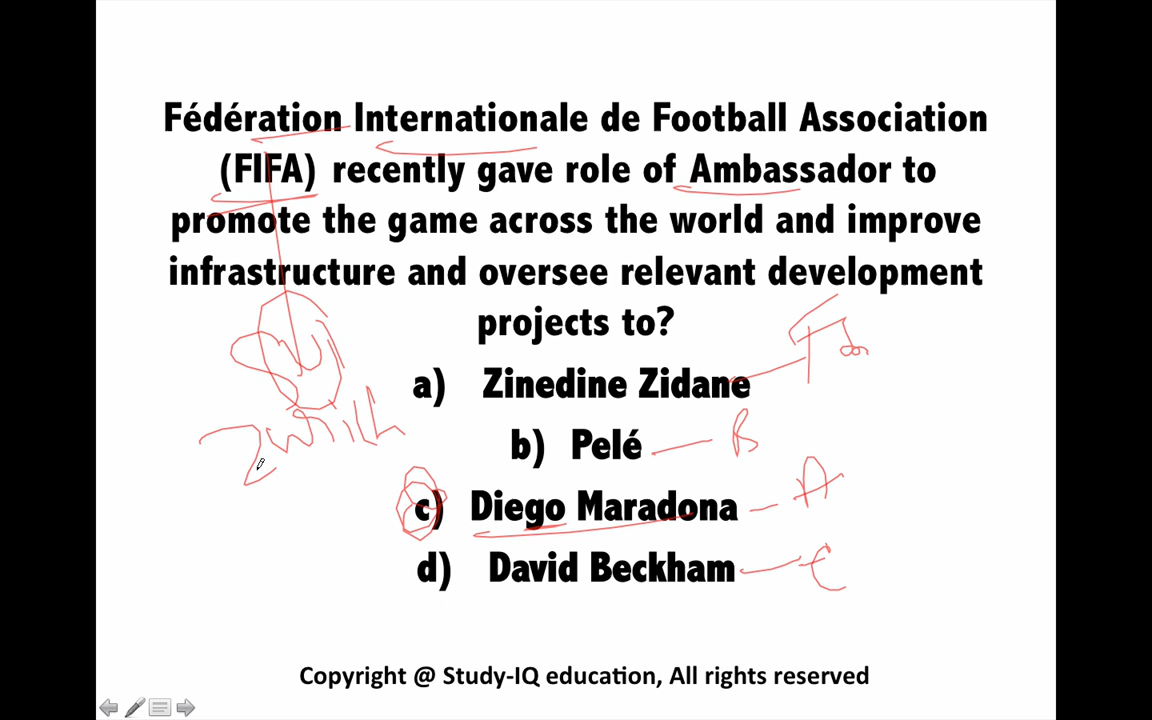 Fédération Internationale de Football Association
(FIFA) recently gave role of Ambassador to
promote the game across the world and improve
infrastructure and oversee relevant development
projects to?
a) Zinedine Zidane
b) Pelé B
c) Diego Maradona A
d) David Beckham
Copyright @ Study-IQ education, All rights reserved